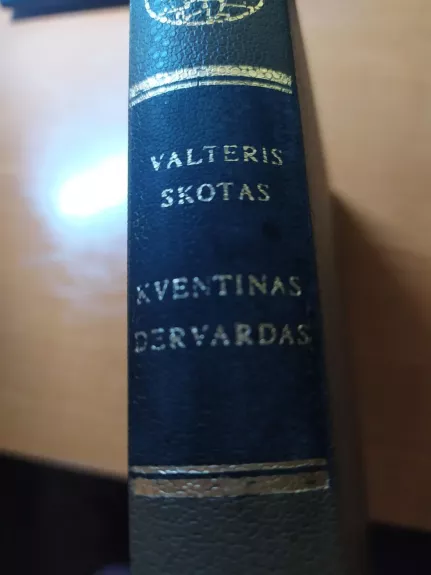 VALTERIS
SKOTAS
KVENTINAS
DERVARDAS